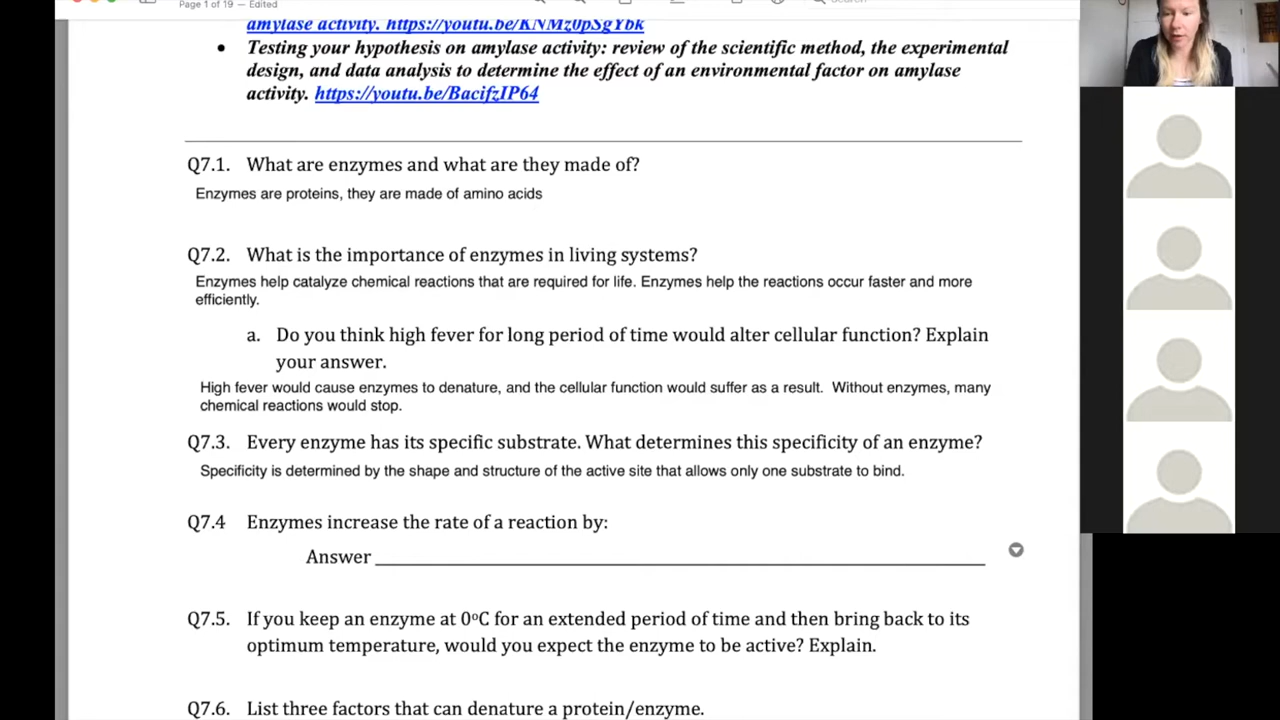 Page 1 of 19 — Edited
Search
amylase activity. https://youtu.be/KNMz0pSgYbk
• Testing your hypothesis on amylase activity: review of the scientific method, the experimental
design, and data analysis to determine the effect of an environmental factor on amylase
activity. https://youtu.be/BacifzIP64
Q7.1. What are enzymes and what are they made of?
Enzymes are proteins, they are made of amino acids
Q7.2. What is the importance of enzymes in living systems?
Enzymes help catalyze chemical reactions that are required for life. Enzymes help the reactions occur faster and more
efficiently.
a. Do you think high fever for long period of time would alter cellular function? Explain
your answer.
High fever would cause enzymes to denature, and the cellular function would suffer as a result. Without enzymes, many
chemical reactions would stop.
Q7.3. Every enzyme has its specific substrate. What determines this specificity of an enzyme?
Specificity is determined by the shape and structure of the active site that allows only one substrate to bind.
Q7.4 Enzymes increase the rate of a reaction by:
Answer
Q7.5. If you keep an enzyme at 0°C for an extended period of time and then bring back to its
optimum temperature, would you expect the enzyme to be active? Explain.
Q7.6. List three factors that can denature a protein/enzyme.